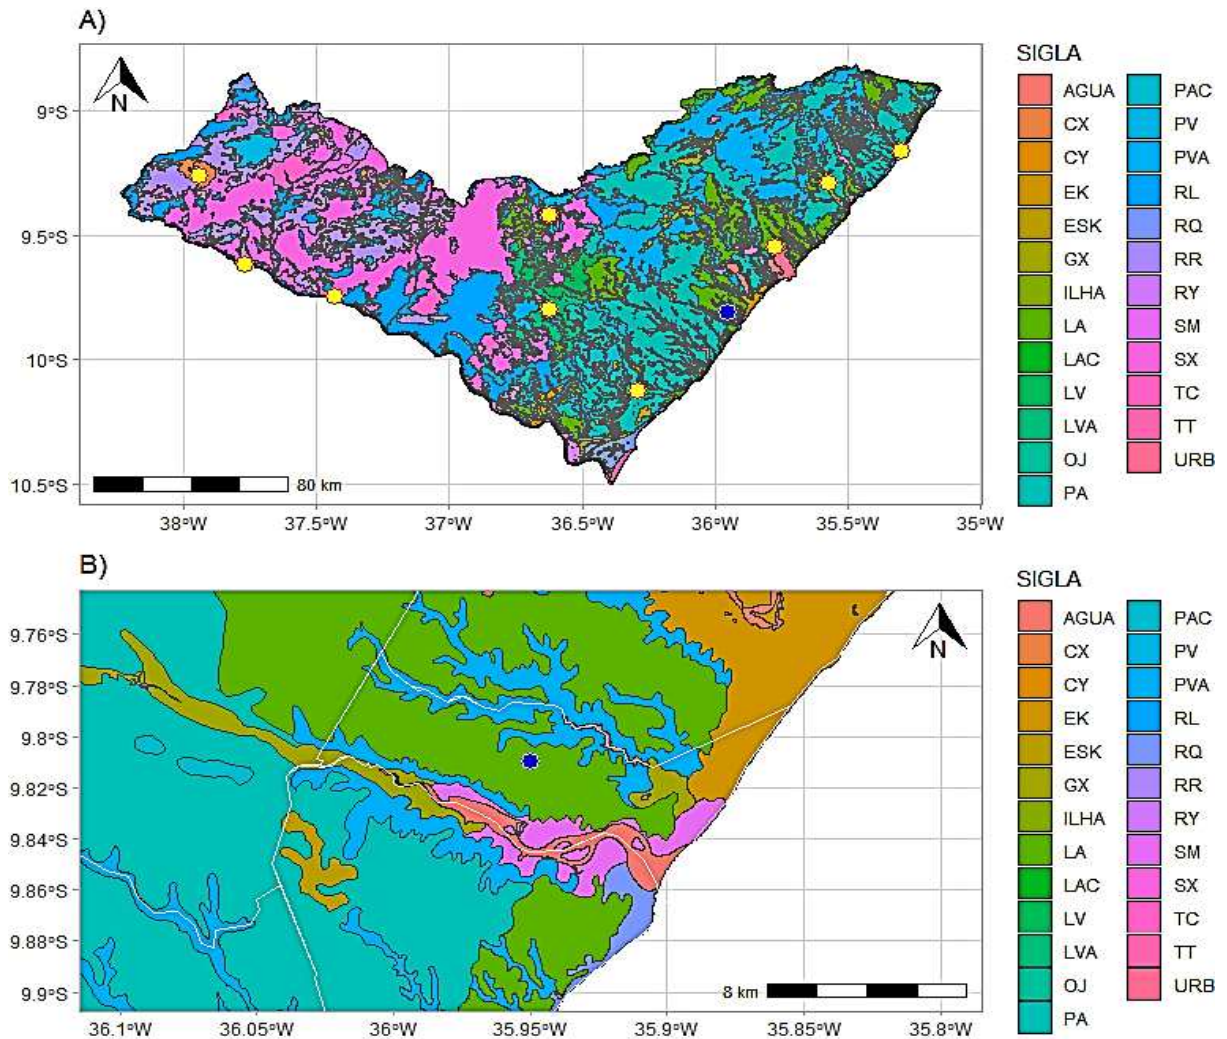 A)
N
9°S
9.5°S
10°S
10.5°S
80 km
38°W
37.5°W
37°W
36.5°W
36°W
35.5°W
35°W
SIGLA
AGUA
CX
CY
EK
ESK
GX
ILHA
LA
LAC
LV
LVA
OJ
PA
PAC
PV
PVA
RL
RQ
RR
RY
SM
SX
TC
TT
URB
B)
N
9.76°S
9.78°S
9.8°S
9.82°S
9.84°S
9.86°S
9.88°S
9.9°S
8 km
36.1°W
36.05°W
36°W
35.95°W
35.9°W
35.85°W
35.8°W
SIGLA
AGUA
CX
CY
EK
ESK
GX
ILHA
LA
LAC
LV
LVA
OJ
PA
PAC
PV
PVA
RL
RQ
RR
RY
SM
SX
TC
TT
URB